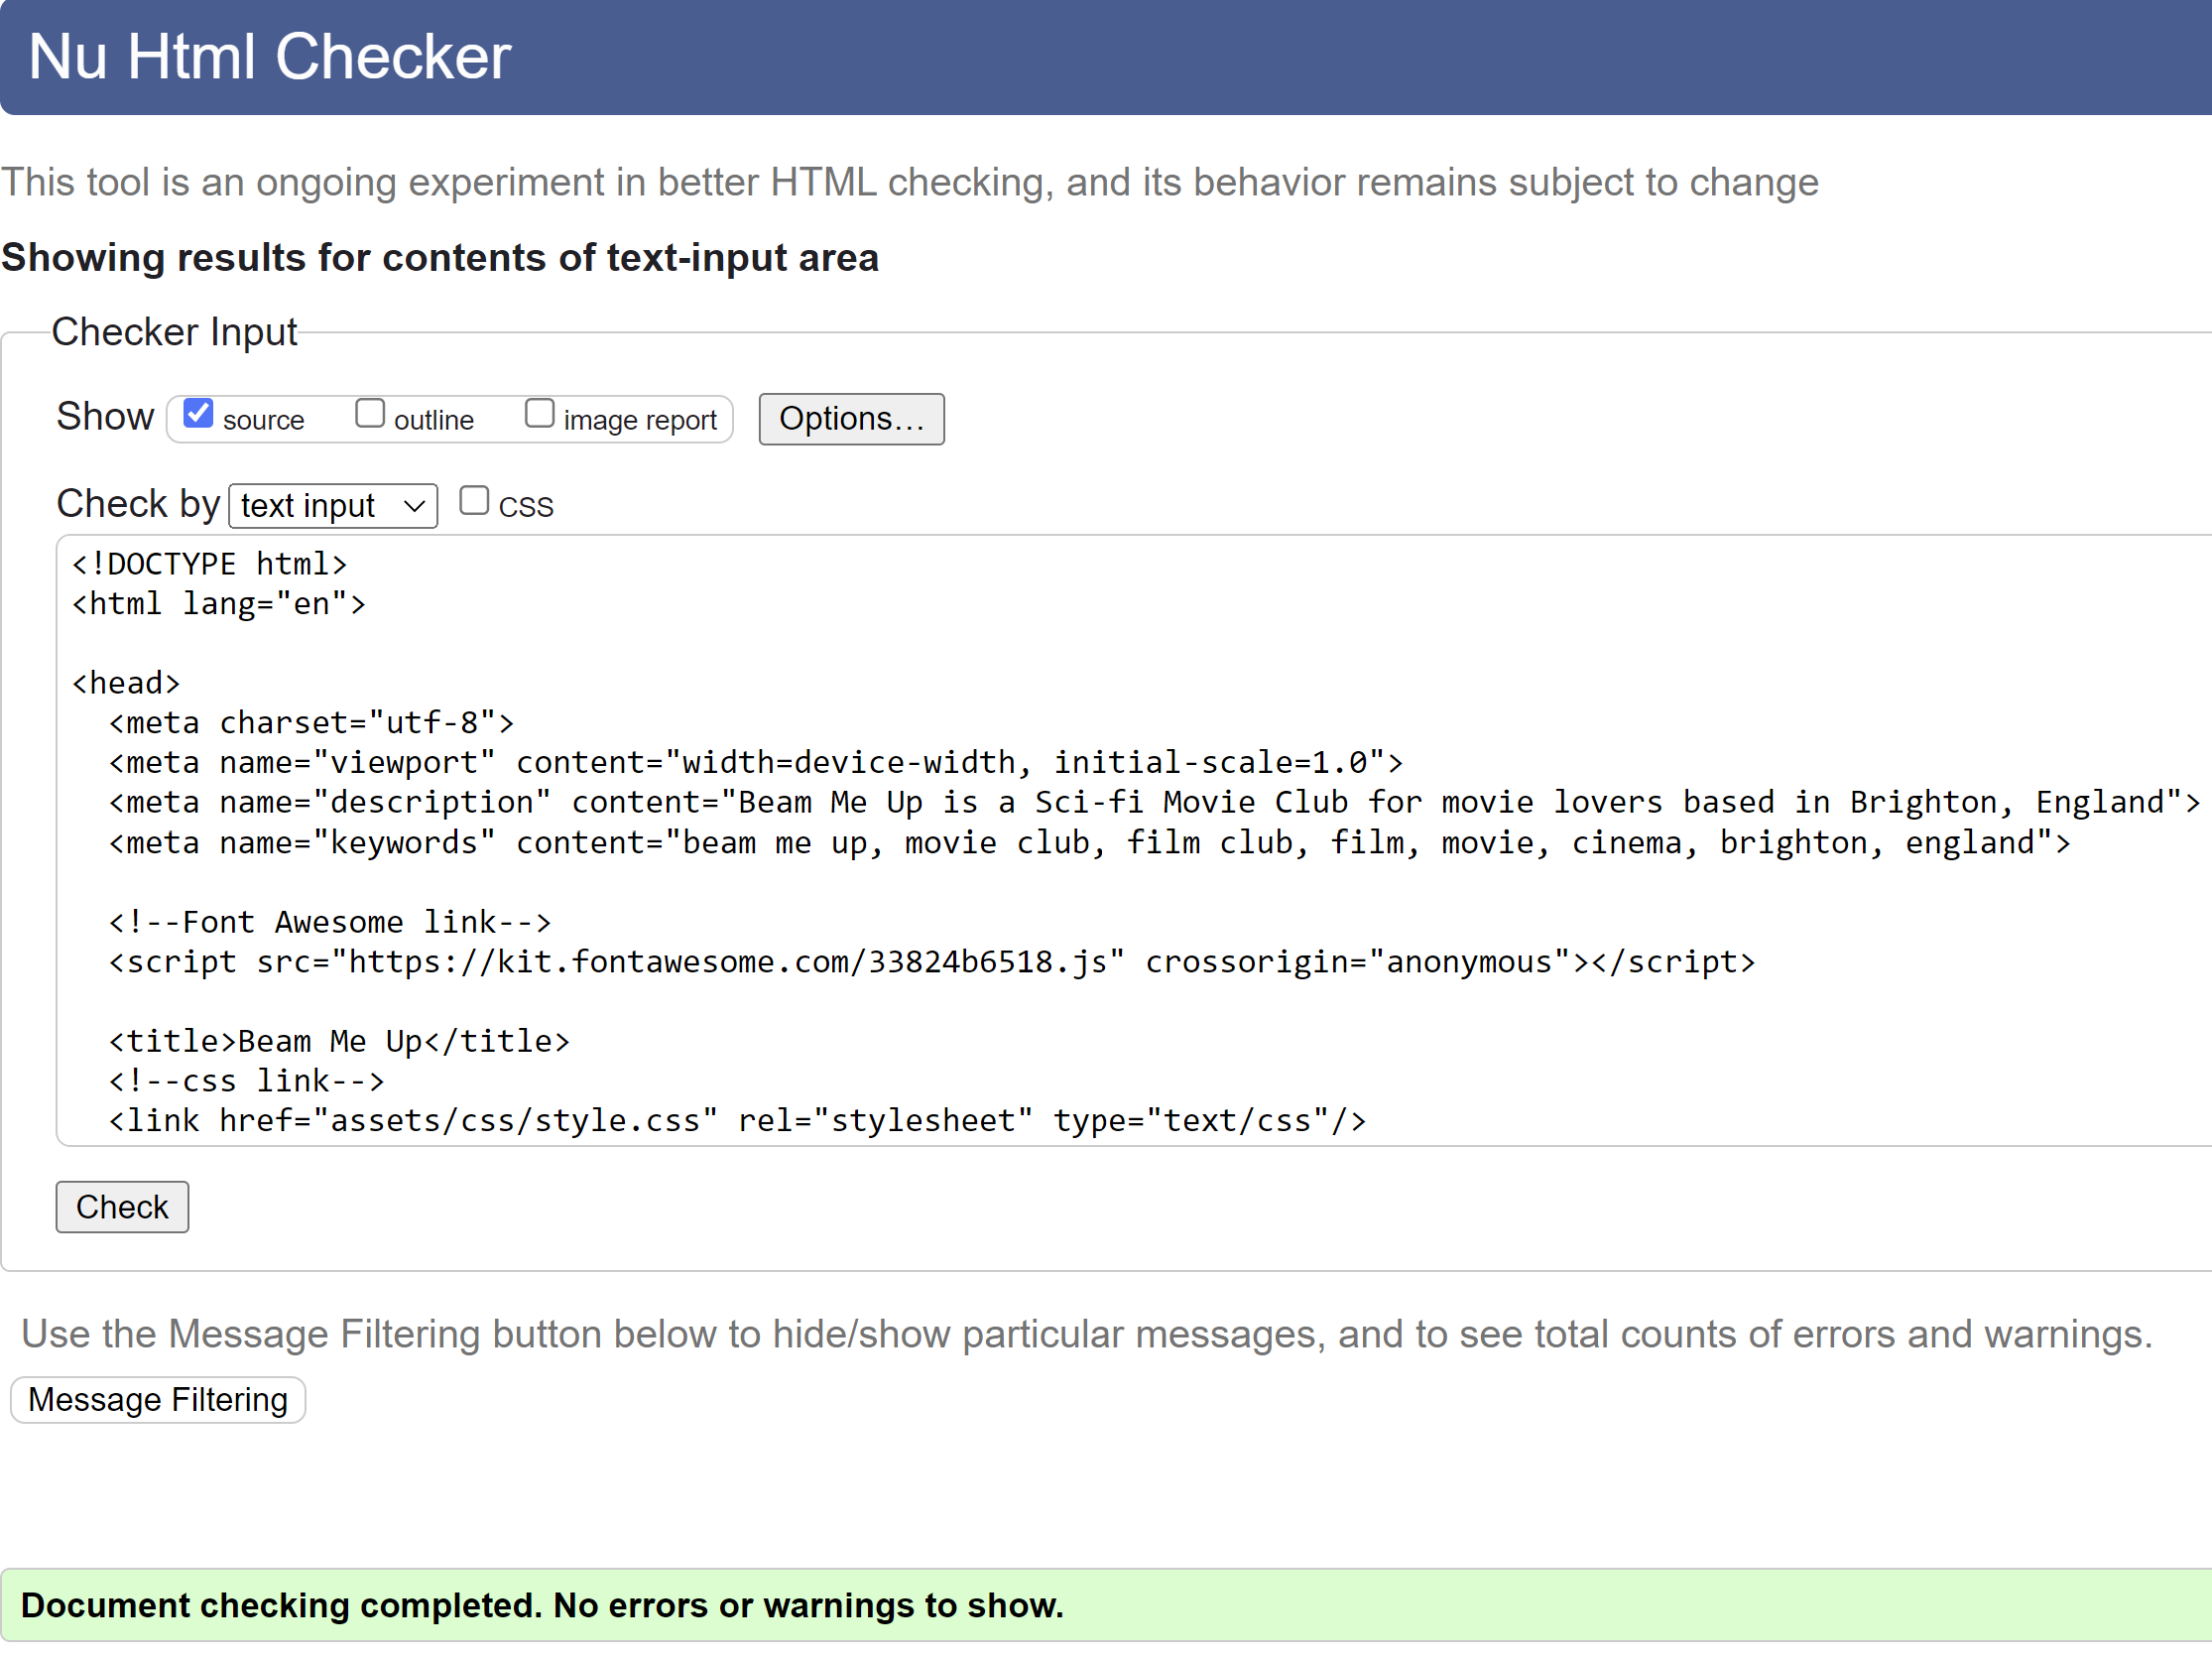 Nu Html Checker
This tool is an ongoing experiment in better HTML checking, and its behavior remains subject to change
Showing results for contents of text-input area
Checker Input
Show source outline image report Options...
Check by text input CSS
<!DOCTYPE html>
<html lang="en">
<head>
<meta charset="utf-8">
<meta name="viewport" content="width=device-width, initial-scale=1.0">
<meta name="description" content="Beam Me Up is a Sci-fi Movie Club for movie lovers based in Brighton, England">
<meta name="keywords" content="beam me up, movie club, film club, film, movie, cinema, brighton, england">
<!--Font Awesome link-->
<script src="https://kit.fontawesome.com/33824b6518.js" crossorigin="anonymous"></script>
<title>Beam Me Up</title>
<!--css link-->
<link href="assets/css/style.css" rel="stylesheet" type="text/css"/>
Check
Use the Message Filtering button below to hide/show particular messages, and to see total counts of errors and warnings.
Message Filtering
Document checking completed. No errors or warnings to show.